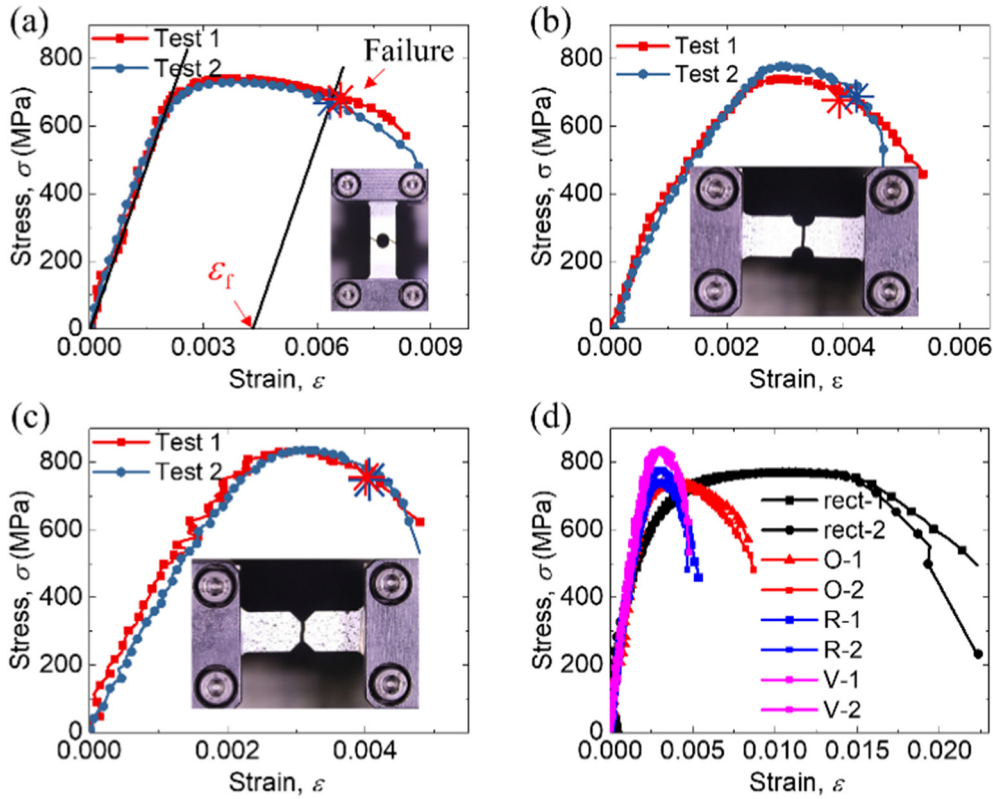 (a)
800
600
400
200
0
Stress, σ (MPa)
Test 1
Test 2
Failure
εf
0.000
0.003
0.006
0.009
Strain, ε
(b)
800
600
400
200
0
Stress, σ (MPa)
Test 1
Test 2
0.000
0.002
0.004
0.006
Strain, ε
(c)
800
600
400
200
0
Stress, σ (MPa)
Test 1
Test 2
0.000
0.002
0.004
Strain, ε
(d)
800
600
400
200
0
Stress, σ (MPa)
rect-1
rect-2
O-1
O-2
R-1
R-2
V-1
V-2
0.000
0.005
0.010
0.015
0.020
Strain, ε